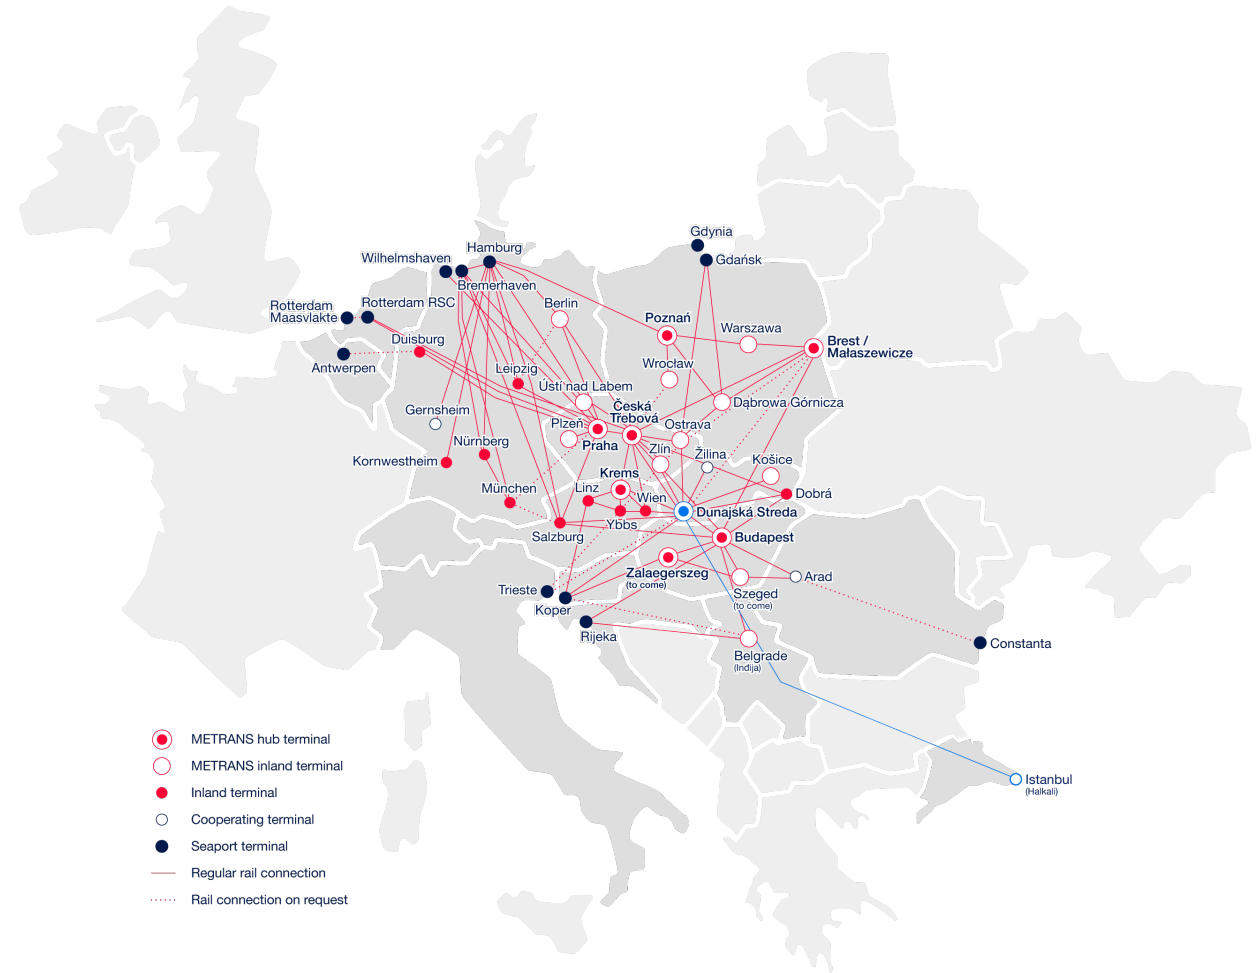 Gdynia
Gdańsk
Hamburg
Wilhelmshaven
Bremerhaven
Rotterdam
Maasvlakte
Rotterdam RSC
Berlin
Poznań
Warszawa
Brest /
Małaszewicze
Duisburg
Antwerpen
Leipzig
Wrocław
Ústí nad Labem
Dąbrowa Górnicza
Gernsheim
Česká
Třebová
Plzeň
Praha
Ostrava
Nürnberg
Zlín
Žilina
Košice
Kornwestheim
Krems
München
Linz
Wien
Dobrá
Ybbs
Dunajská Streda
Salzburg
Budapest
Zalaegerszeg
(to come)
Arad
Trieste
Szeged
(to come)
Koper
Rijeka
Constanta
Belgrade
(Inđija)
Istanbul
(Halkali)
METRANS hub terminal
METRANS inland terminal
Inland terminal
Cooperating terminal
Seaport terminal
Regular rail connection
Rail connection on request